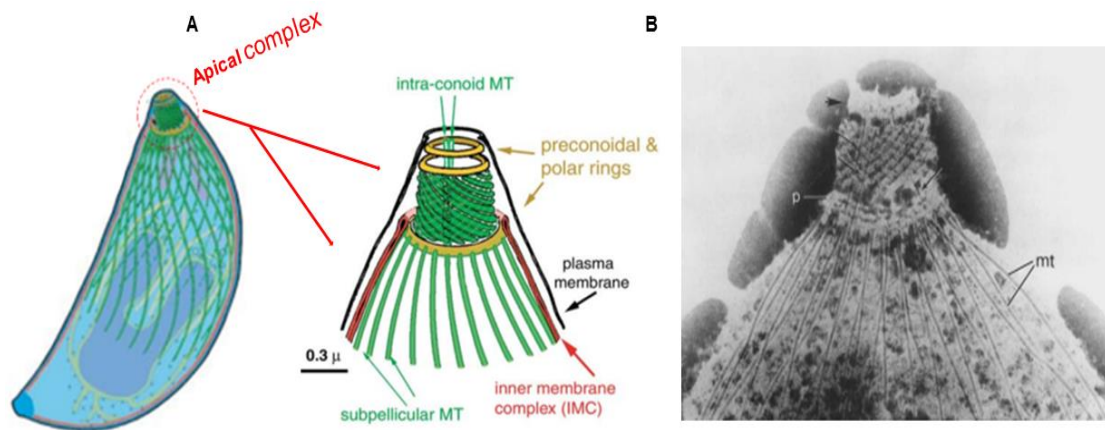 A
Apical complex
intra-conoid MT
preconoidal &
polar rings
plasma
membrane
0.3 μ
subpellicular MT
inner membrane
complex (IMC)
B
p
mt